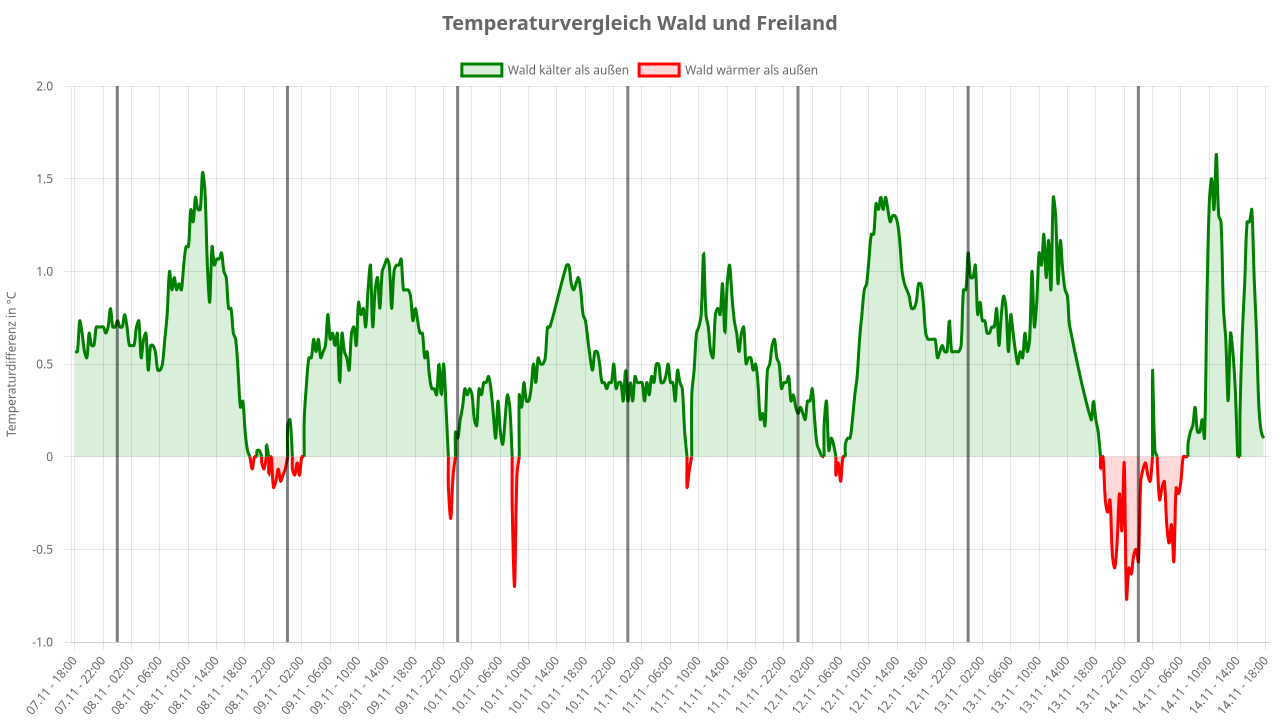 Temperaturvergleich Wald und Freiland
Wald kälter als außen
Wald wärmer als außen
Temperaturdifferenz in °C
2.0
1.5
1.0
0.5
0
-0.5
-1.0
07.11 - 18:00
07.11 - 22:00
08.11 - 02:00
08.11 - 06:00
08.11 - 10:00
08.11 - 14:00
08.11 - 18:00
08.11 - 22:00
09.11 - 02:00
09.11 - 06:00
09.11 - 10:00
09.11 - 14:00
09.11 - 18:00
09.11 - 22:00
10.11 - 02:00
10.11 - 06:00
10.11 - 10:00
10.11 - 14:00
10.11 - 18:00
10.11 - 22:00
11.11 - 02:00
11.11 - 06:00
11.11 - 10:00
11.11 - 14:00
11.11 - 18:00
11.11 - 22:00
12.11 - 02:00
12.11 - 06:00
12.11 - 10:00
12.11 - 14:00
12.11 - 18:00
12.11 - 22:00
13.11 - 02:00
13.11 - 06:00
13.11 - 10:00
13.11 - 14:00
13.11 - 18:00
13.11 - 22:00
14.11 - 02:00
14.11 - 06:00
14.11 - 10:00
14.11 - 14:00
14.11 - 18:00